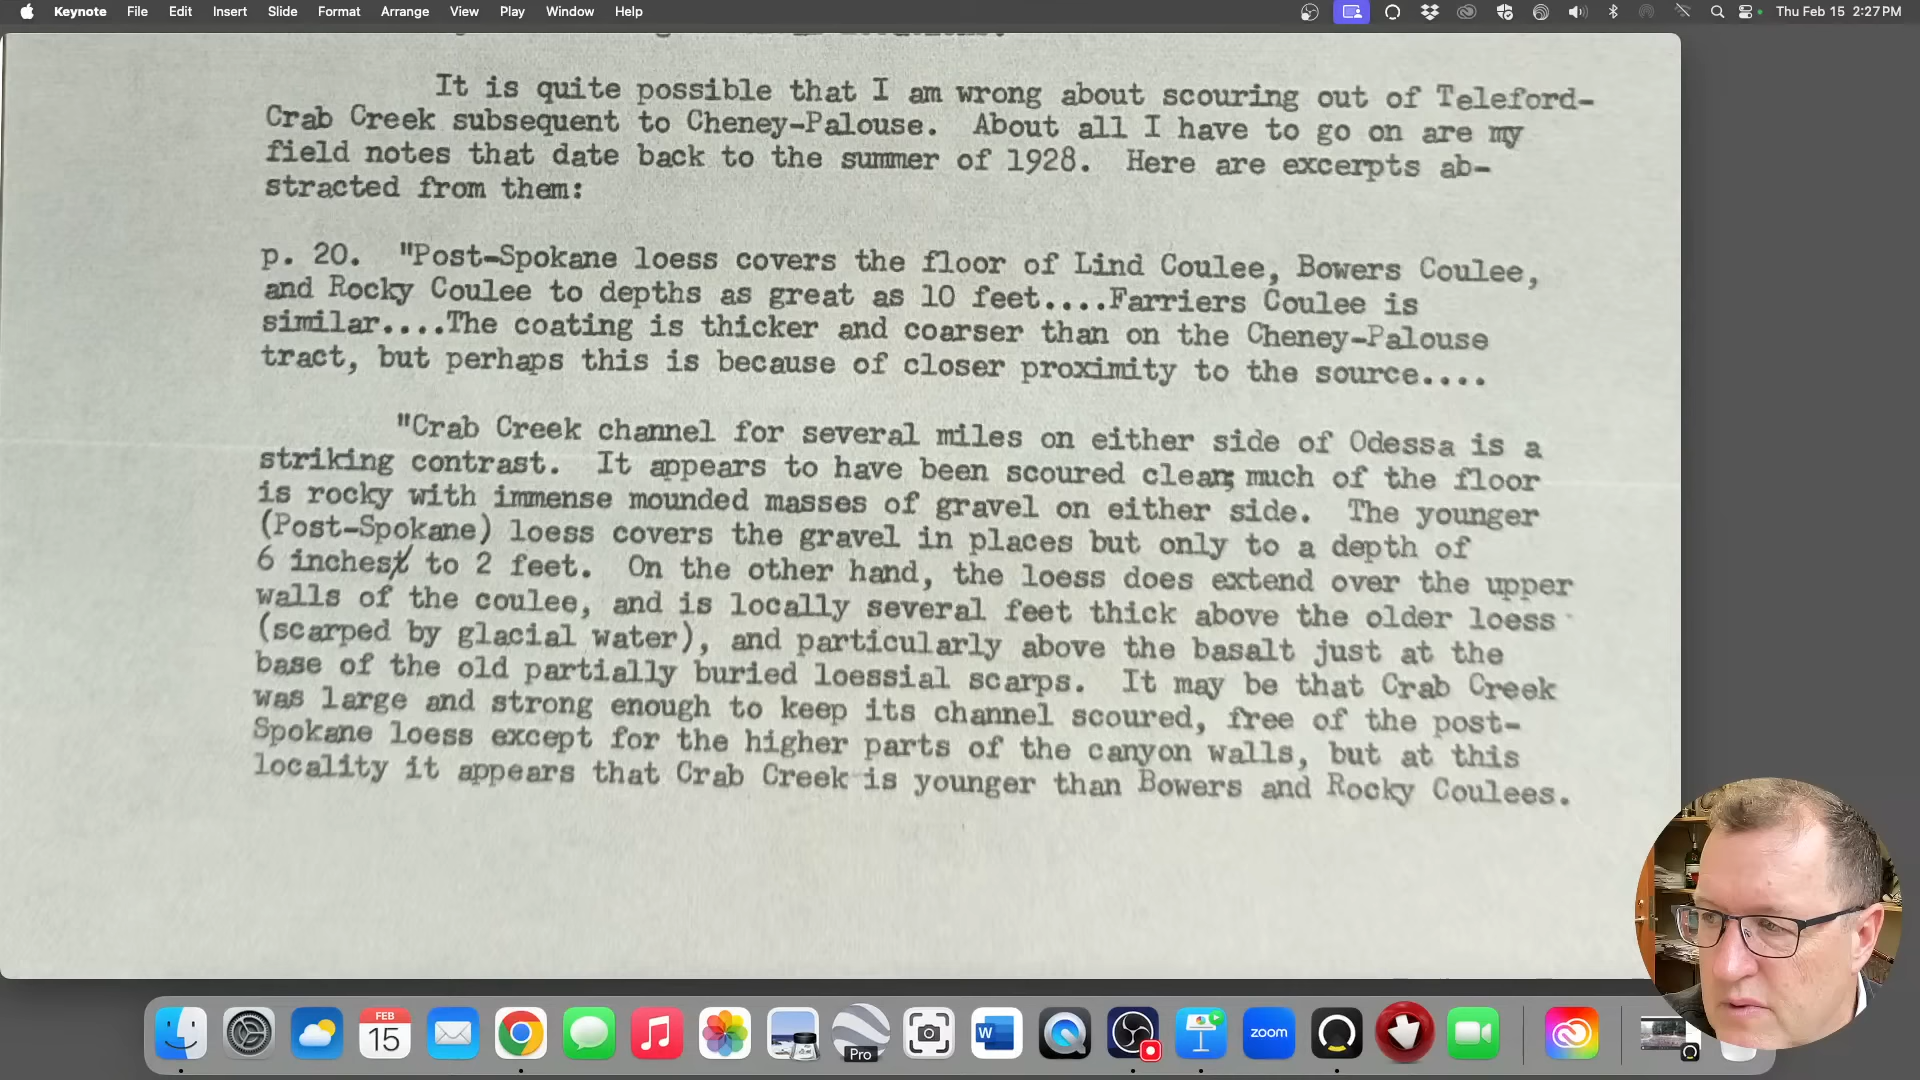 Keynote File Edit Insert Slide Format Arrange View Play Window Help Thu Feb 15 2:27 PM
It is quite possible that I am wrong about scouring out of Teleford-
Crab Creek subsequent to Cheney-Palouse. About all I have to go on are my
field notes that date back to the summer of 1928. Here are excerpts ab-
stracted from them:
p. 20. "Post-Spokane loess covers the floor of Lind Coulee, Bowers Coulee,
and Rocky Coulee to depths as great as 10 feet....Farriers Coulee is
similar....The coating is thicker and coarser than on the Cheney-Palouse
tract, but perhaps this is because of closer proximity to the source....
"Crab Creek channel for several miles on either side of Odessa is a
striking contrast. It appears to have been scoured clean; much of the floor
is rocky with immense mounded masses of gravel on either side. The younger
(Post-Spokane) loess covers the gravel in places but only to a depth of
6 inches to 2 feet. On the other hand, the loess does extend over the upper
walls of the coulee, and is locally several feet thick above the older loess
(scarped by glacial water), and particularly above the basalt just at the
base of the old partially buried loessial scarps. It may be that Crab Creek
was large and strong enough to keep its channel scoured, free of the post-
Spokane loess except for the higher parts of the canyon walls, but at this
locality it appears that Crab Creek is younger than Bowers and Rocky Coulees.
FEB
15
Pro
W
zoom